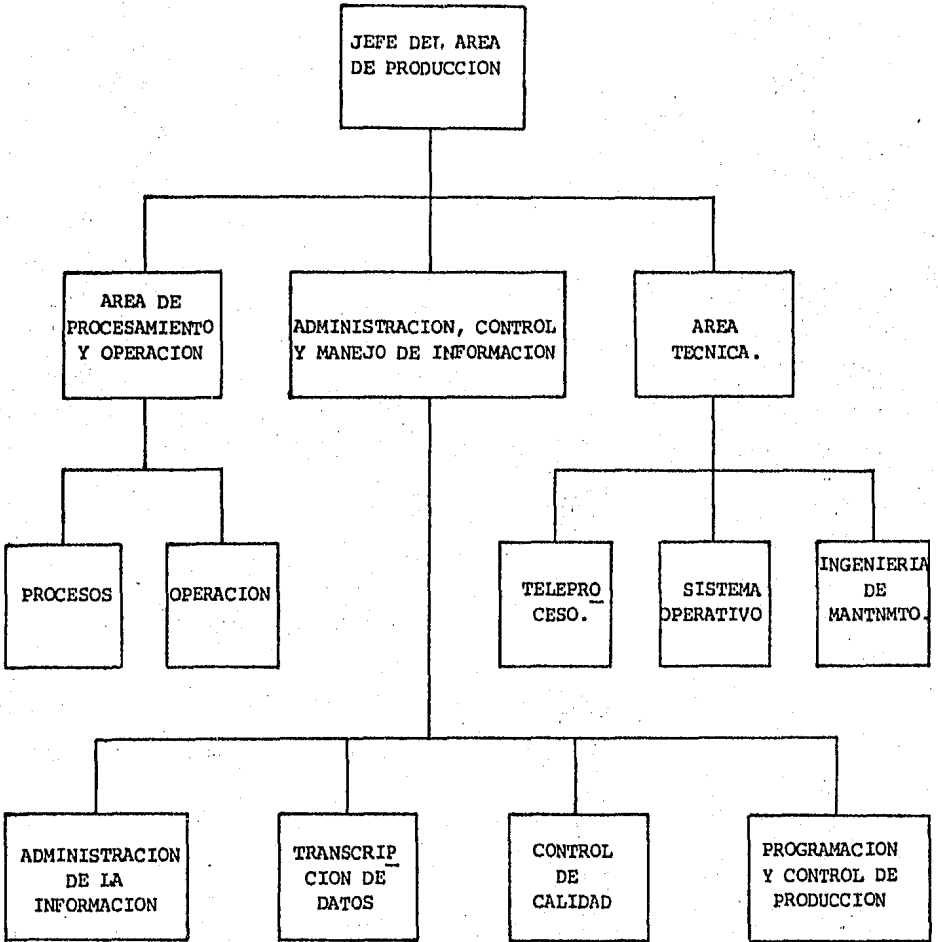 JEFE DEL AREA
DE PRODUCCION
AREA DE
PROCESAMIENTO
Y OPERACION
ADMINISTRACION, CONTROL
Y MANEJO DE INFORMACION
AREA
TECNICA.
PROCESOS
OPERACION
TELEPRO
CESO.
SISTEMA
OPERATIVO
INGENIERIA
DE
MANTNMTO.
ADMINISTRACION
DE LA
INFORMACION
TRANSCRIP
CION DE
DATOS
CONTROL
DE
CALIDAD
PROGRAMACION
Y CONTROL DE
PRODUCCION